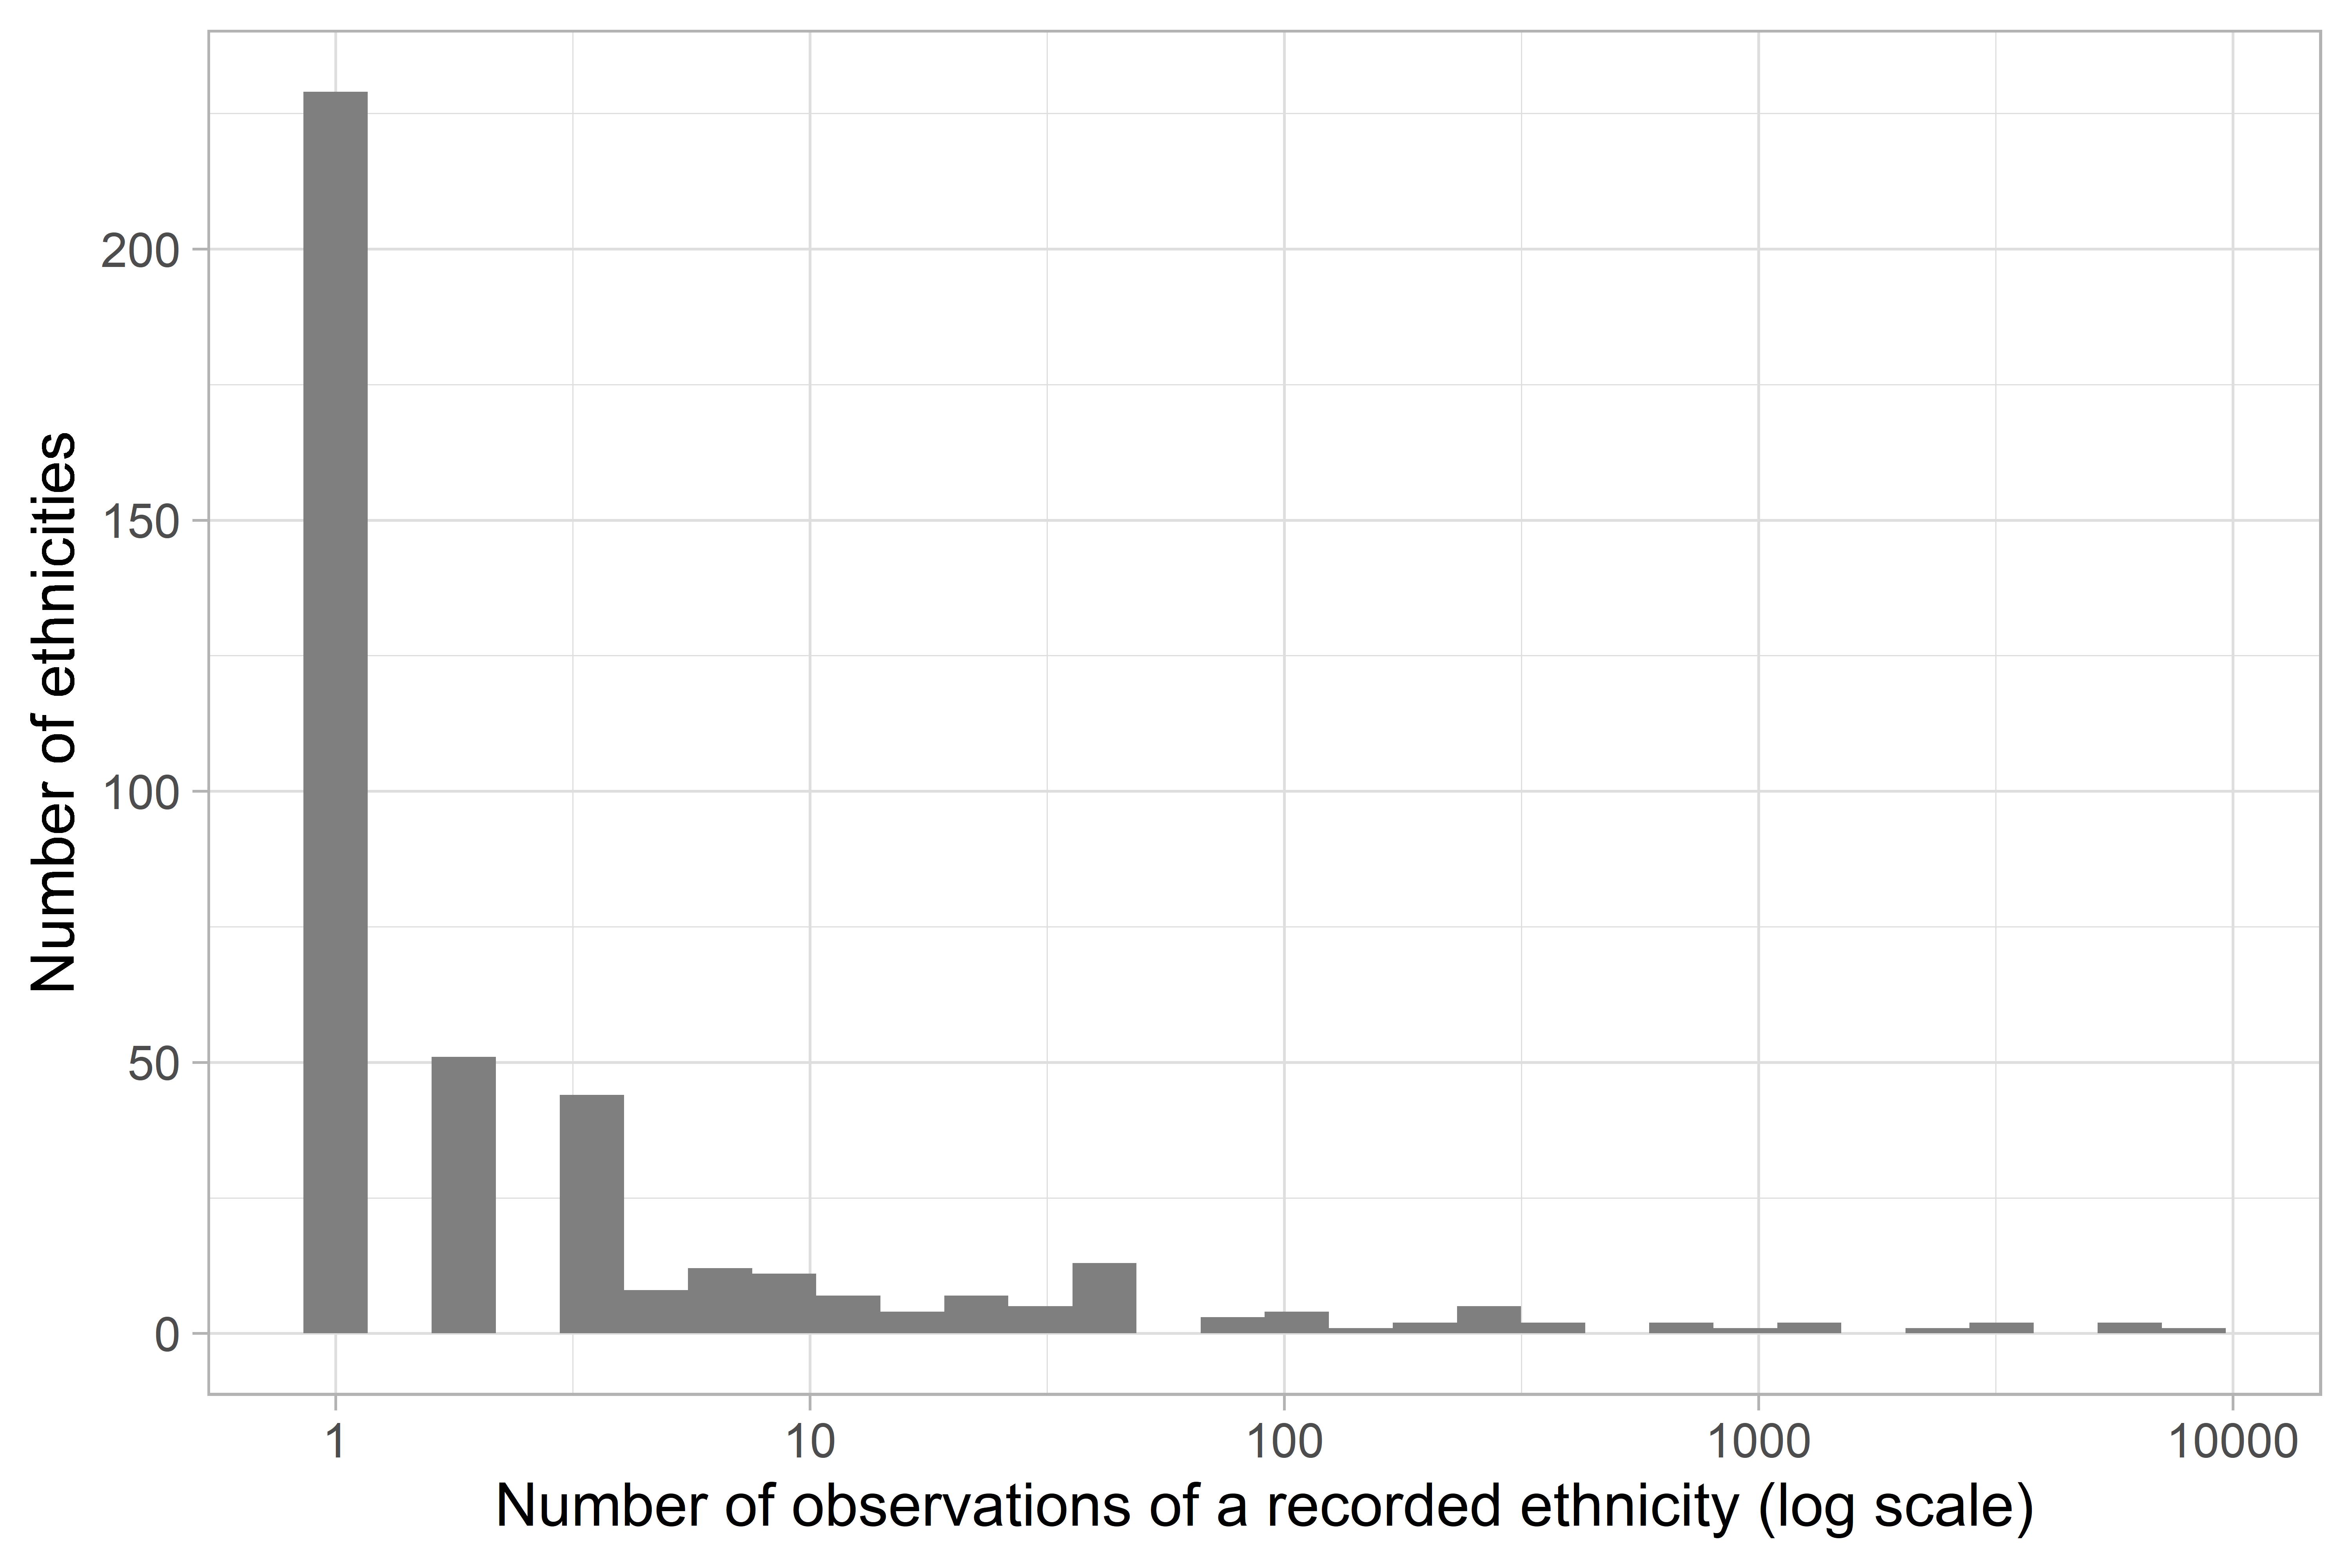 Number of ethnicities
200
150
100
50
0
1 10 100 1000 10000
Number of observations of a recorded ethnicity (log scale)